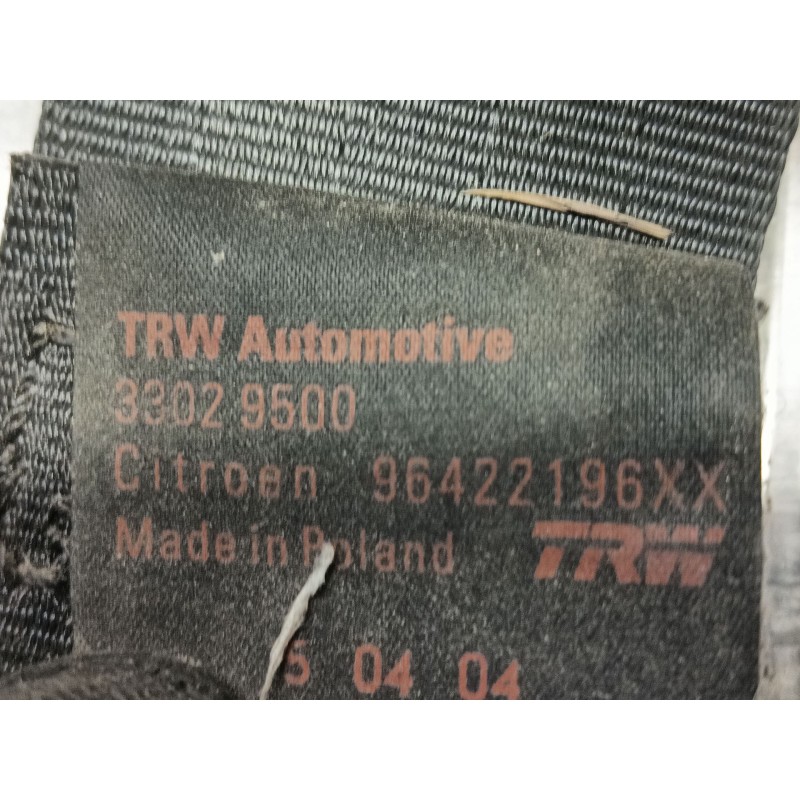 TRW Automotive
3302 9500
Citroen 96422196XX
Made in Poland TRW
5 04 04